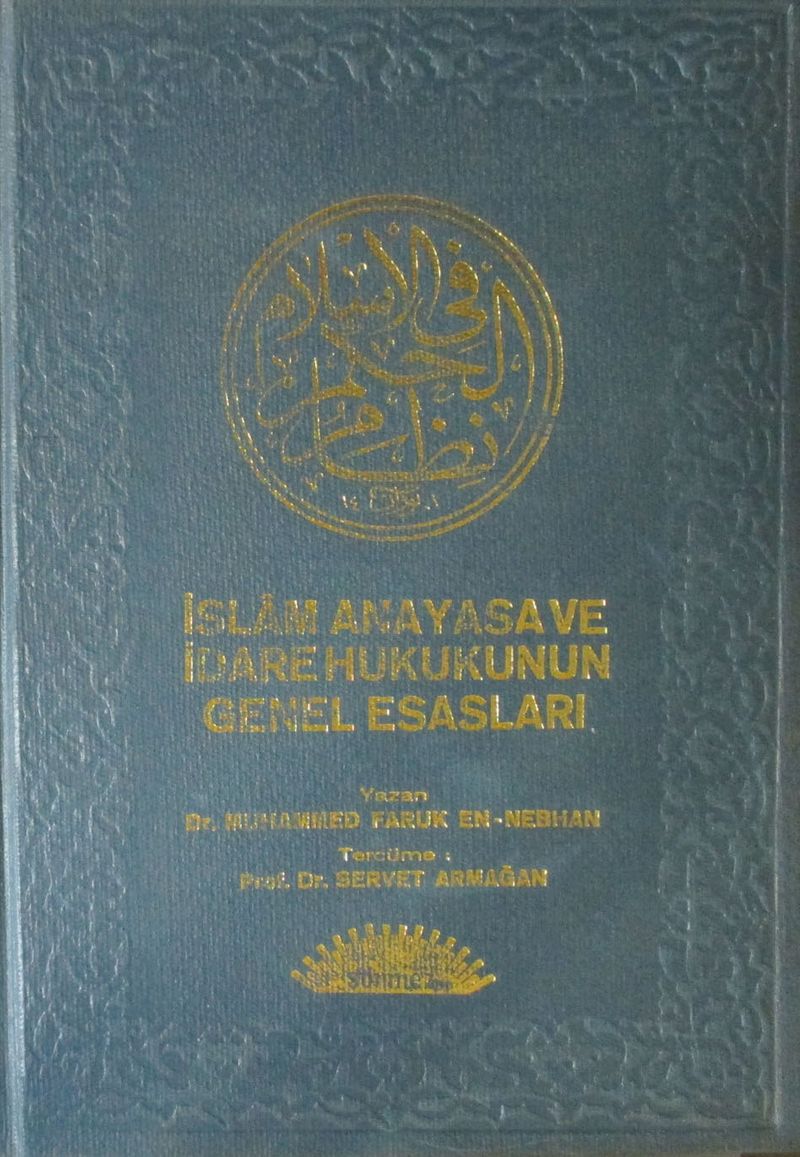 في الإسلام
الحكم
نظام
İSLÂM ANAYASA VE
İDARE HUKUKUNUN
GENEL ESASLARI
Yazan
Dr. MUHAMMED FARUK EN-NEBHAN
Tercüme :
Prof. Dr. SERVET ARMAĞAN
sönmez